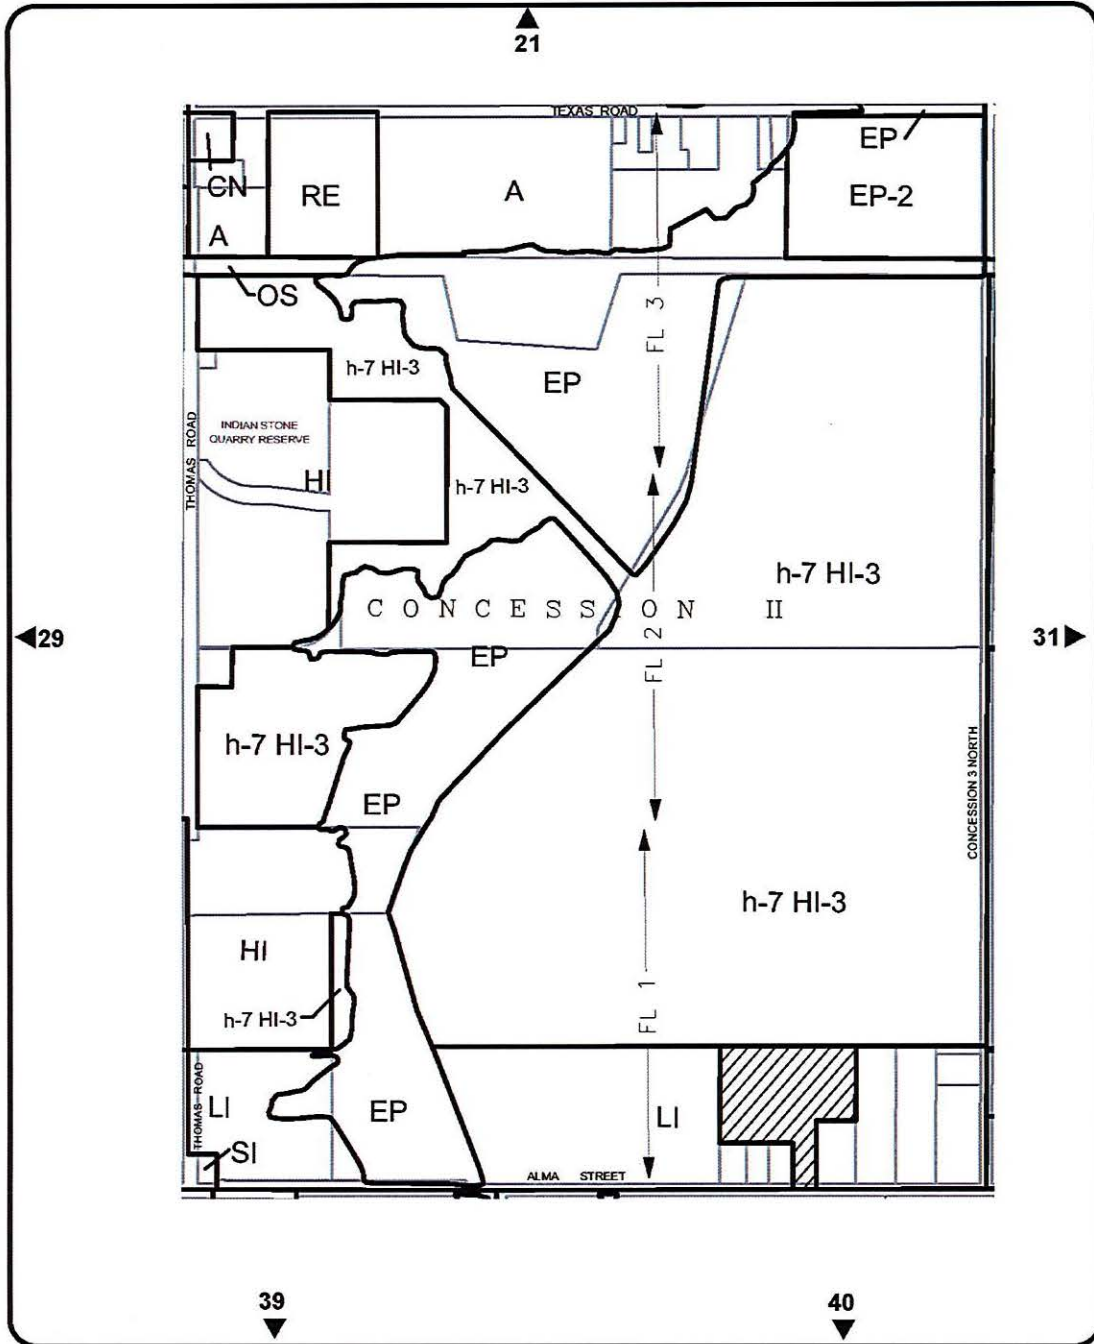 21
TEXAS ROAD
EP
CN
RE
A
EP-2
A
OS
FL 3
h-7 HI-3
EP
INDIAN STONE
QUARRY RESERVE
THOMAS ROAD
HI
h-7 HI-3
h-7 HI-3
CONCESSION II
29
31
EP
FL 2
h-7 HI-3
CONCESSION 3 NORTH
EP
h-7 HI-3
HI
h-7 HI-3
FL 1
THOMAS ROAD
LI
EP
LI
SI
ALMA STREET
39
40